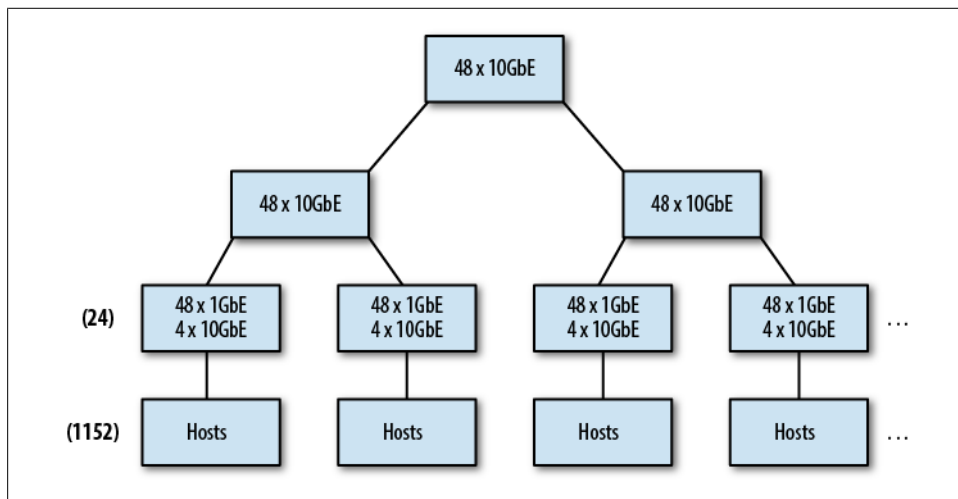 48 x 10GbE
48 x 10GbE
48 x 10GbE
(24)
48 x 1GbE
4 x 10GbE
48 x 1GbE
4 x 10GbE
48 x 1GbE
4 x 10GbE
48 x 1GbE
4 x 10GbE
...
(1152)
Hosts
Hosts
Hosts
Hosts
...